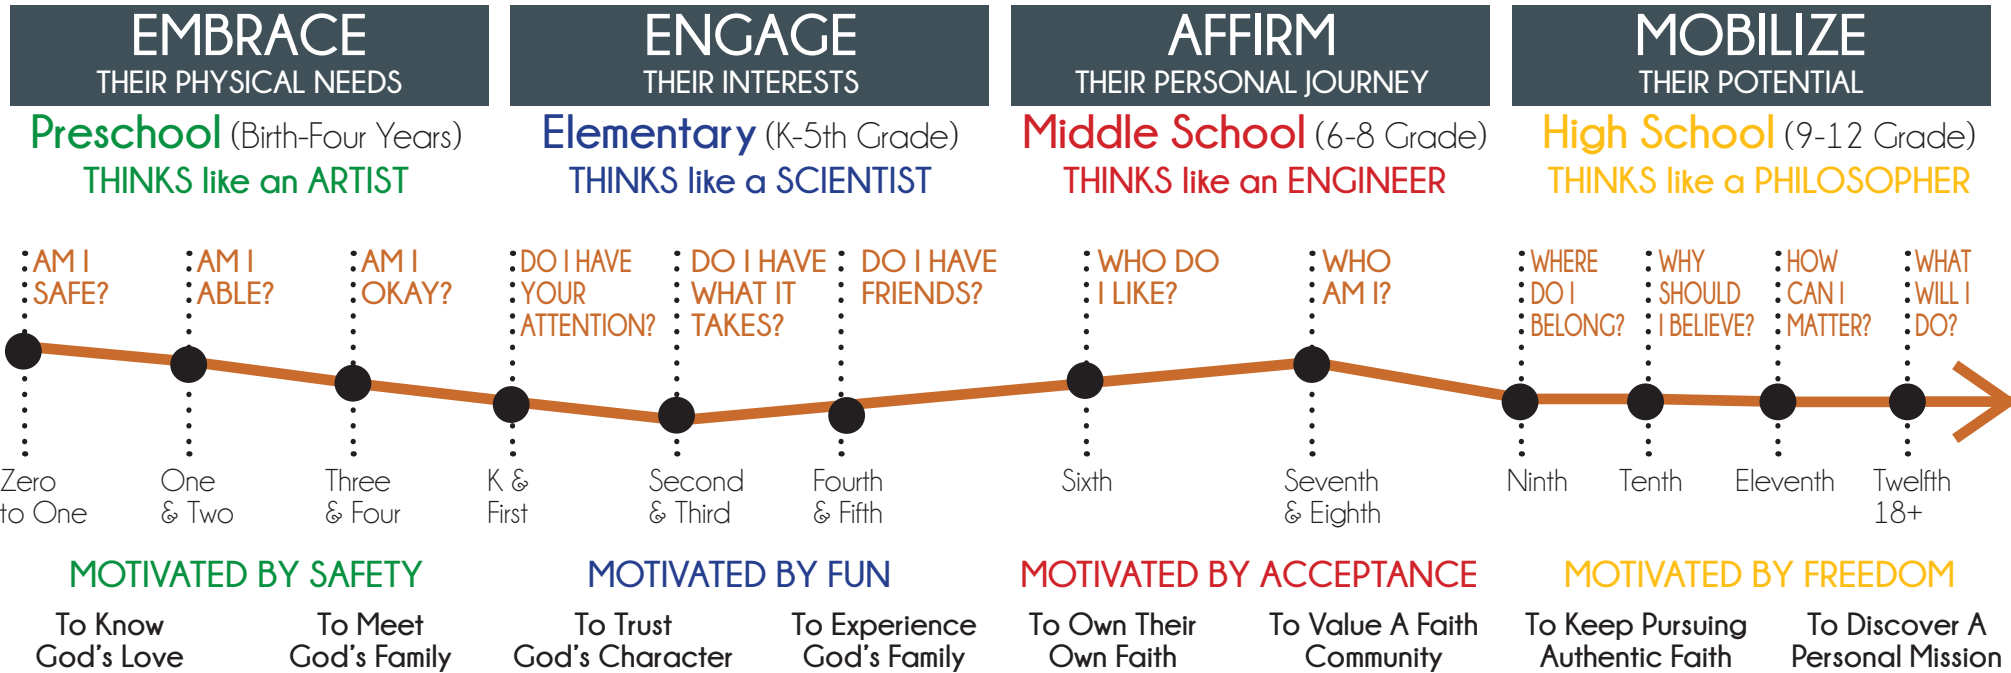 EMBRACE
THEIR PHYSICAL NEEDS
Preschool (Birth-Four Years)
THINKS like an ARTIST
ENGAGE
THEIR INTERESTS
Elementary (K-5th Grade)
THINKS like a SCIENTIST
AFFIRM
THEIR PERSONAL JOURNEY
Middle School (6-8 Grade)
THINKS like an ENGINEER
MOBILIZE
THEIR POTENTIAL
High School (9-12 Grade)
THINKS like a PHILOSOPHER
AM I
SAFE?
AM I
ABLE?
AM I
OKAY?
DO I HAVE
YOUR
ATTENTION?
DO I HAVE
WHAT IT
TAKES?
DO I HAVE
FRIENDS?
WHO DO
I LIKE?
WHO
AM I?
WHERE
DO I
BELONG?
WHY
SHOULD
I BELIEVE?
HOW
CAN I
MATTER?
WHAT
WILL I
DO?
Zero
to One
One
& Two
Three
& Four
K &
First
Second
& Third
Fourth
& Fifth
Sixth
Seventh
& Eighth
Ninth
Tenth
Eleventh
Twelfth
18+
MOTIVATED BY SAFETY
To Know
God's Love
To Meet
God's Family
MOTIVATED BY FUN
To Trust
God's Character
To Experience
God's Family
MOTIVATED BY ACCEPTANCE
To Own Their
Own Faith
To Value A Faith
Community
MOTIVATED BY FREEDOM
To Keep Pursuing
Authentic Faith
To Discover A
Personal Mission